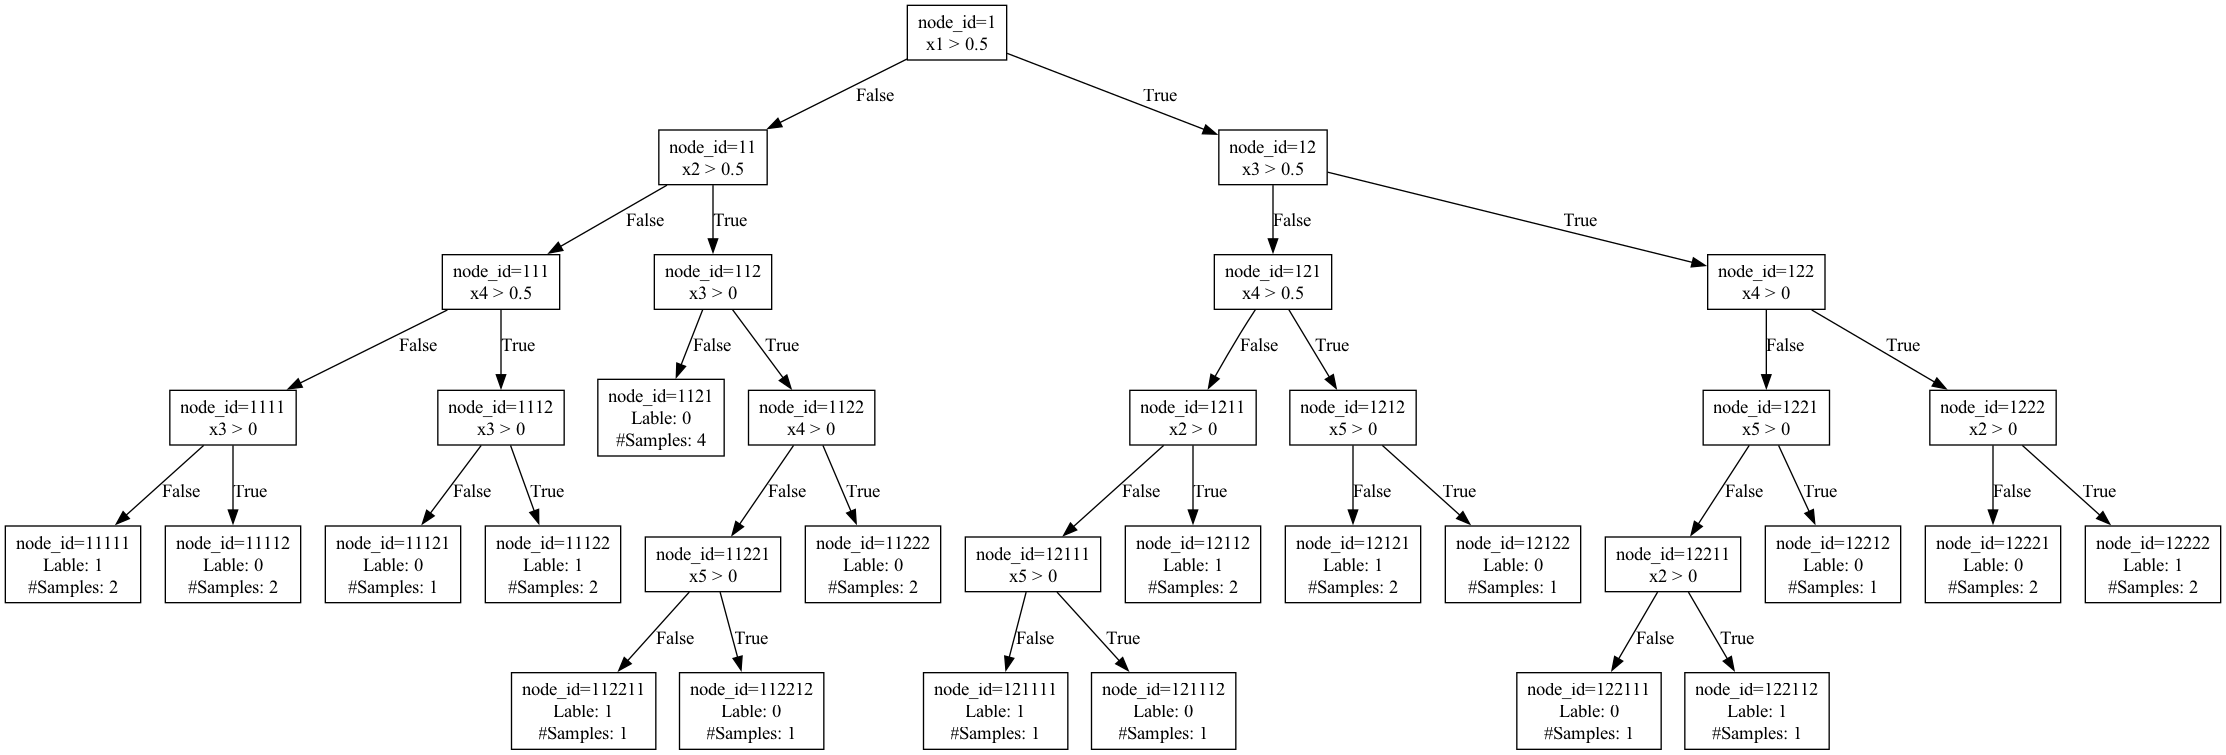 node_id=1
x1 > 0.5
False
True
node_id=11
x2 > 0.5
node_id=12
x3 > 0.5
False
True
False
True
node_id=111
x4 > 0.5
node_id=112
x3 > 0
node_id=121
x4 > 0.5
node_id=122
x4 > 0
False
True
False
True
False
True
False
True
node_id=1111
x3 > 0
node_id=1112
x3 > 0
node_id=1121
Lable: 0
#Samples: 4
node_id=1122
x4 > 0
node_id=1211
x2 > 0
node_id=1212
x5 > 0
node_id=1221
x5 > 0
node_id=1222
x2 > 0
False
True
False
True
False
True
False
True
False
True
False
True
False
True
node_id=11111
Lable: 1
#Samples: 2
node_id=11112
Lable: 0
#Samples: 2
node_id=11121
Lable: 0
#Samples: 1
node_id=11122
Lable: 1
#Samples: 2
node_id=11221
x5 > 0
node_id=11222
Lable: 0
#Samples: 2
node_id=12111
x5 > 0
node_id=12112
Lable: 1
#Samples: 2
node_id=12121
Lable: 1
#Samples: 2
node_id=12122
Lable: 0
#Samples: 1
node_id=12211
x2 > 0
node_id=12212
Lable: 0
#Samples: 1
node_id=12221
Lable: 0
#Samples: 2
node_id=12222
Lable: 1
#Samples: 2
False
True
False
True
False
True
node_id=112211
Lable: 1
#Samples: 1
node_id=112212
Lable: 0
#Samples: 1
node_id=121111
Lable: 1
#Samples: 1
node_id=121112
Lable: 0
#Samples: 1
node_id=122111
Lable: 0
#Samples: 1
node_id=122112
Lable: 1
#Samples: 1